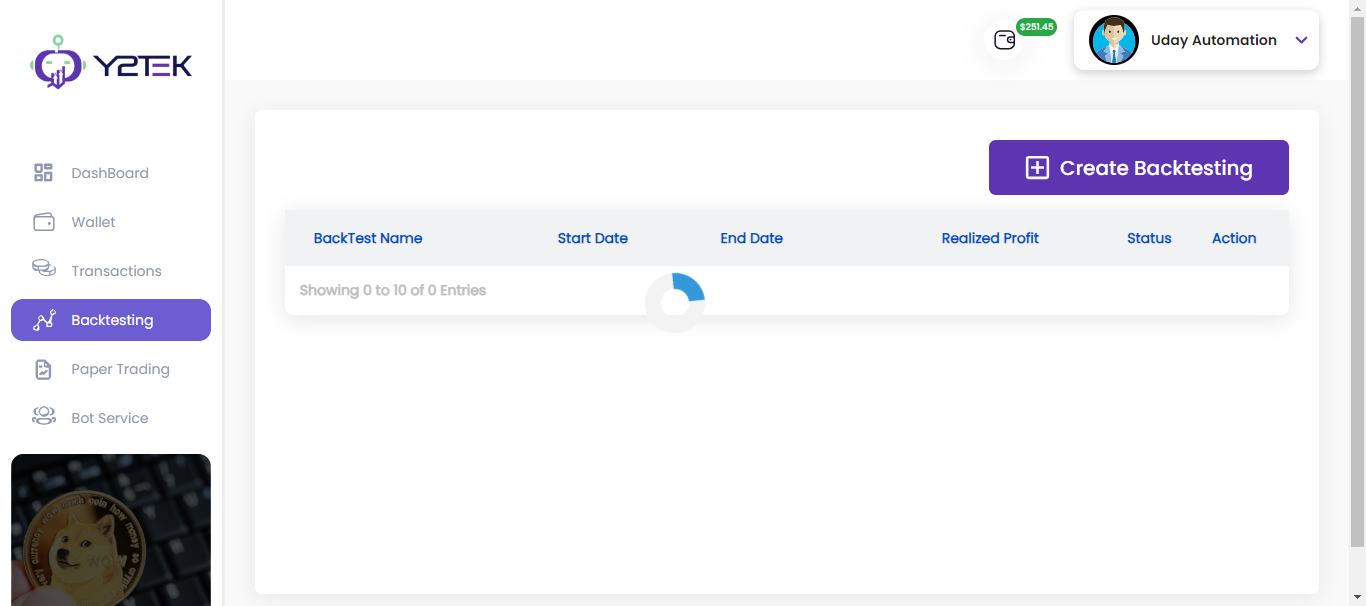 Y2TEK
$251.45
Uday Automation
DashBoard
Wallet
Transactions
Backtesting
Paper Trading
Bot Service
Create Backtesting
BackTest Name Start Date End Date Realized Profit Status Action
Showing 0 to 10 of 0 Entries
WOW